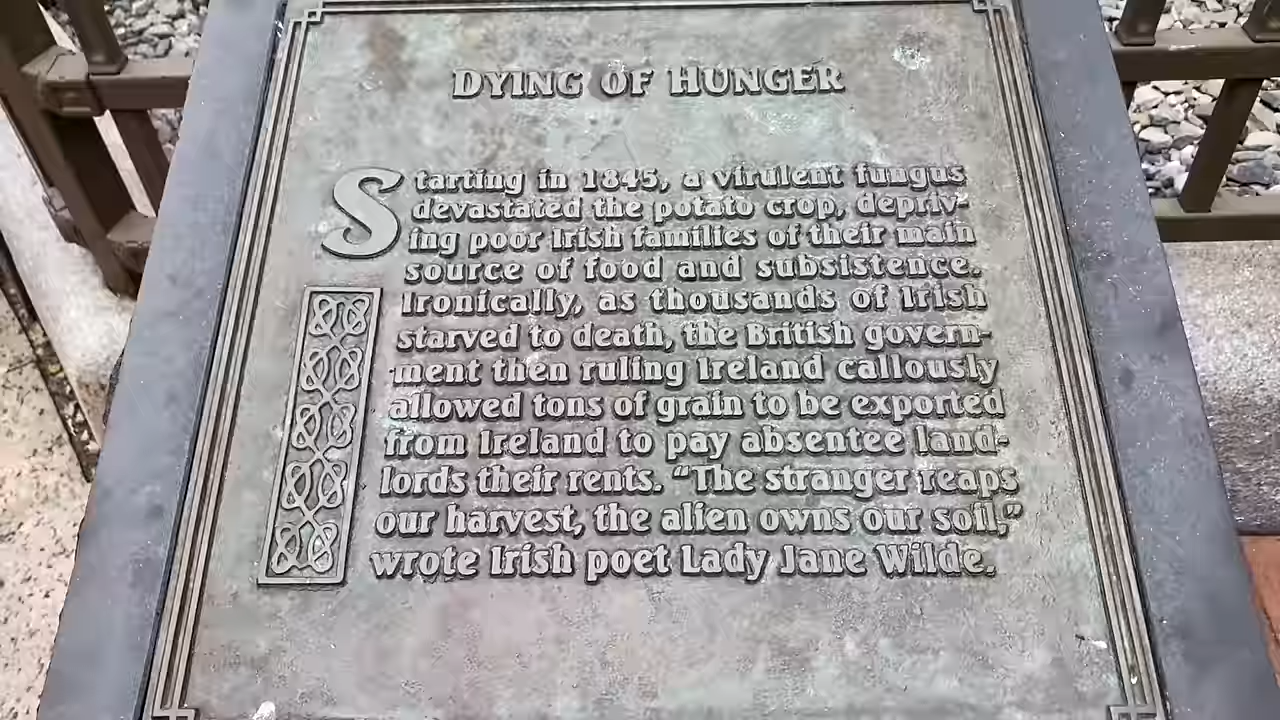 DYING OF HUNGER
Starting in 1845, a virulent fungus
devastated the potato crop, depriv-
ing poor Irish families of their main
source of food and subsistence.
Ironically, as thousands of Irish
starved to death, the British govern-
ment then ruling Ireland callously
allowed tons of grain to be exported
from Ireland to pay absentee land-
lords their rents. “The stranger reaps
our harvest, the alien owns our soil,”
wrote Irish poet Lady Jane Wilde.